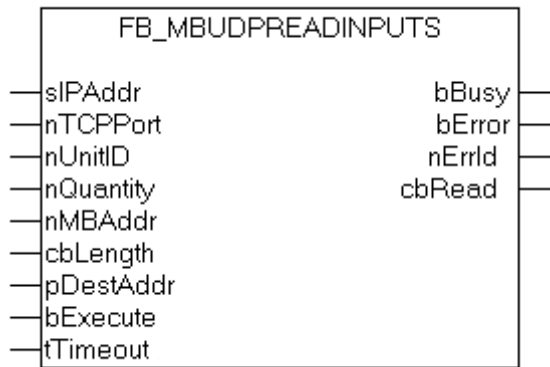 FB_MBUDPREADINPUTS
sIPAddr bBusy
nTCPPort bError
nUnitID nErrId
nQuantity cbRead
nMBAddr
cbLength
pDestAddr
bExecute
tTimeout